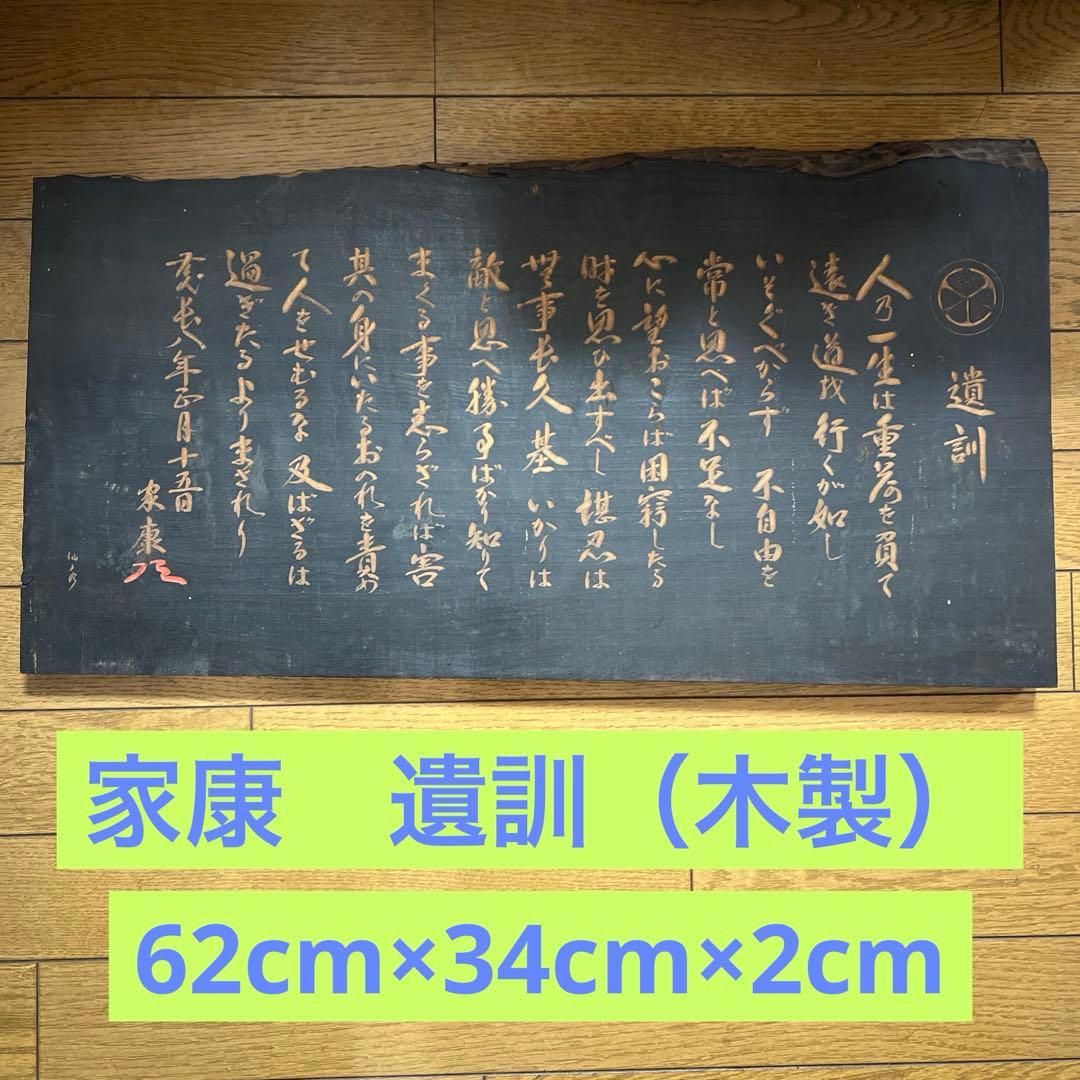 遺訓
人乃一生は重荷を負て
遠き道を行くが如し
いそぐべからず 不自由を
常と思へば不足なし
心に望おこらば困窮したる
時を思ひ出すべし 堪忍は
無事長久基 いかりは
敵と思へ勝事ばかり知りて
まくる事を志らざれば害
其の身にいたるおのれを責め
て人をせむるな 及ばざるは
過ぎたるよりまされり
慶長八年正月十五日
家康
家康 遺訓（木製）
62cm×34cm×2cm